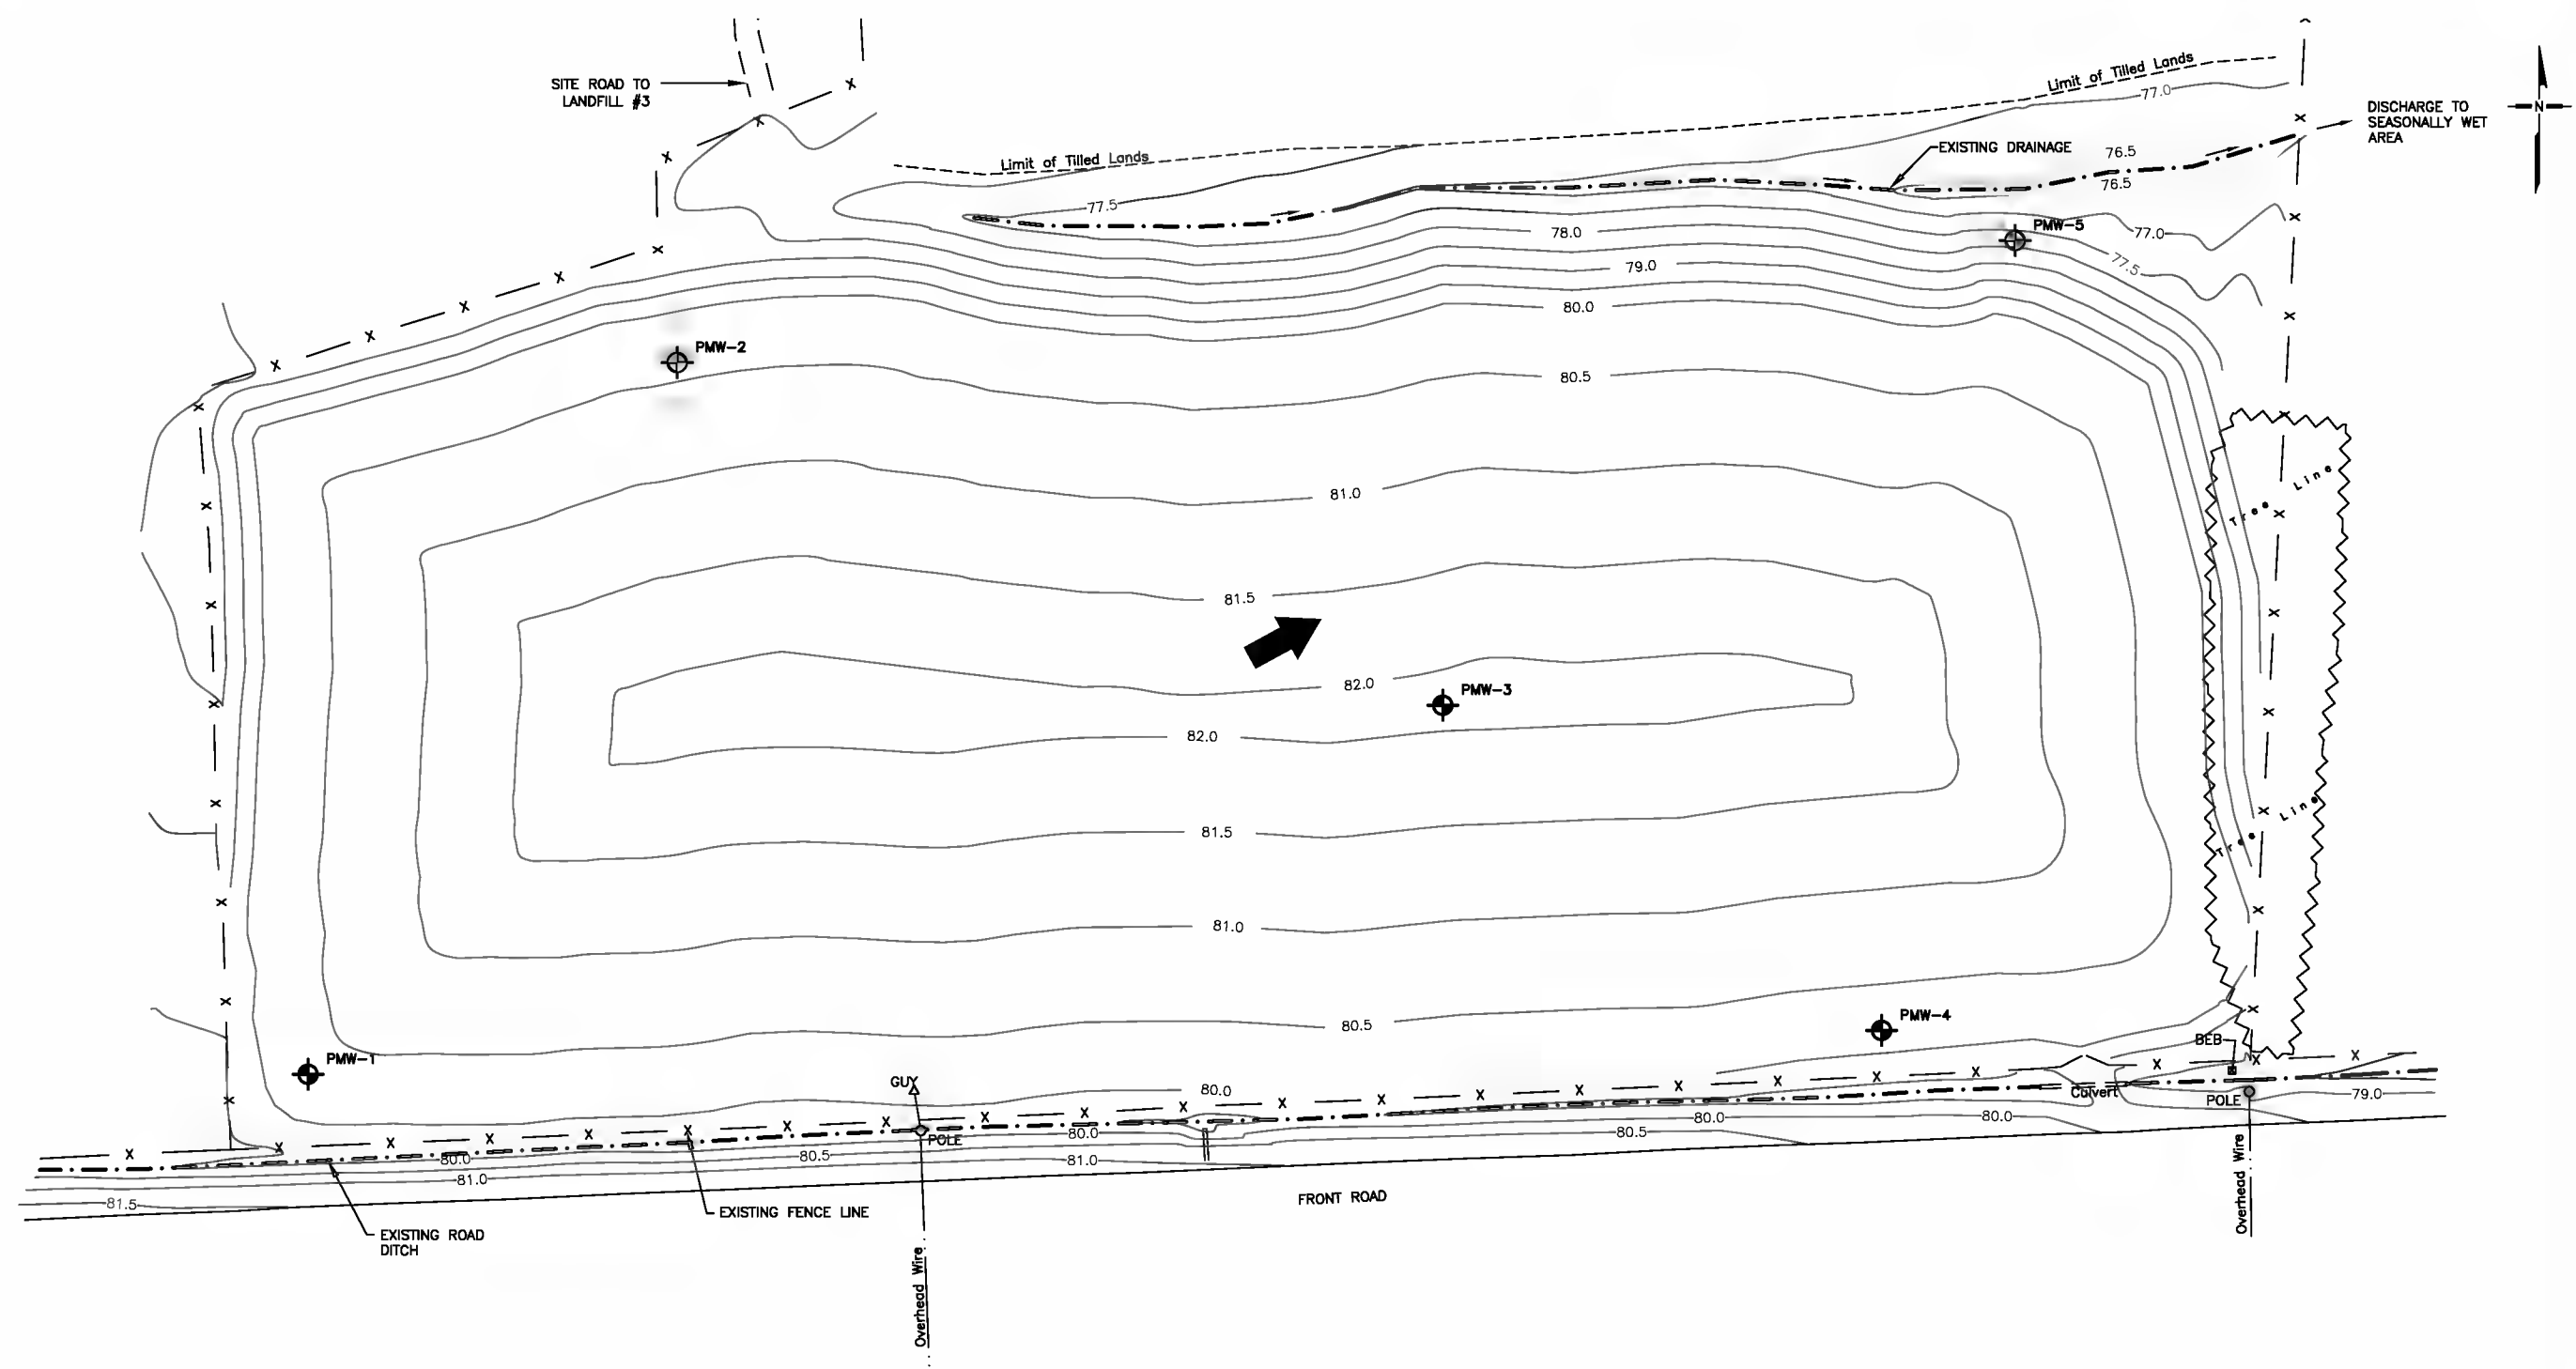 SITE ROAD TO
LANDFILL #3
Limit of Tilled Lands
77.0
DISCHARGE TO
SEASONALLY WET
AREA
N
Limit of Tilled Lands
EXISTING DRAINAGE
76.5
76.5
77.5
78.0
PMW-5
77.0
77.5
79.0
80.0
PMW-2
80.5
81.0
Tree Line
81.5
82.0
PMW-3
82.0
81.5
Tree Line
81.0
80.5
PMW-4
PMW-1
BEB
GUY
80.0
Culvert
POLE
79.0
POLE
80.0
80.0
80.0
80.5
80.0
80.5
81.0
81.0
81.5
FRONT ROAD
EXISTING FENCE LINE
EXISTING ROAD
DITCH
Overhead Wire
Overhead Wire